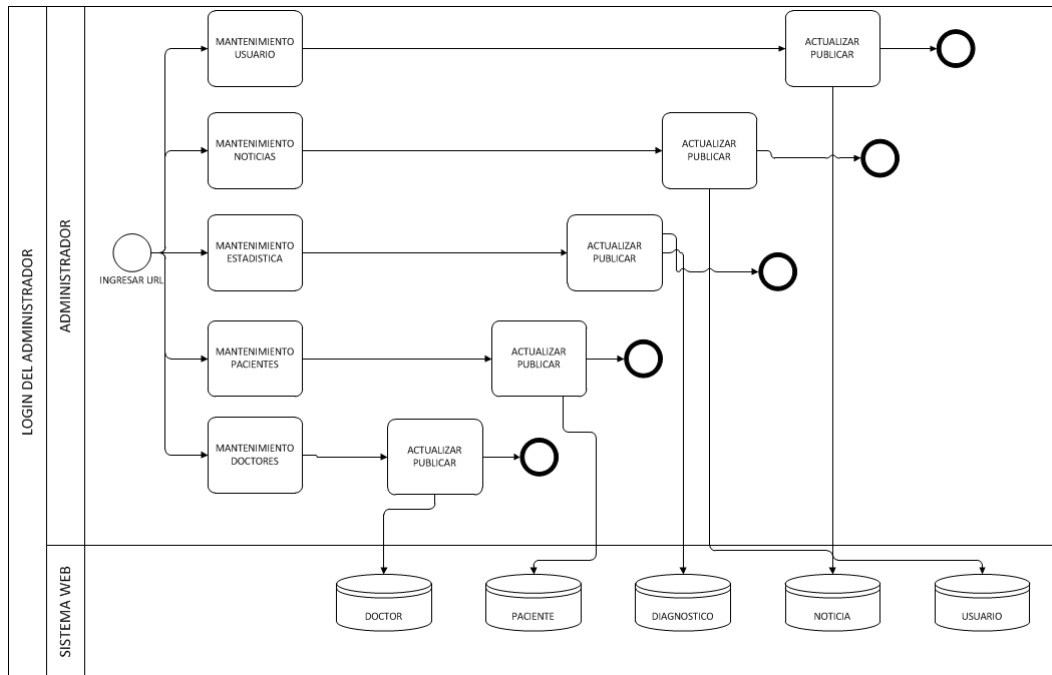 LOGIN DEL ADMINISTRADOR
ADMINISTRADOR
INGRESAR URL
MANTENIMIENTO
USUARIO
ACTUALIZAR
PUBLICAR
MANTENIMIENTO
NOTICIAS
ACTUALIZAR
PUBLICAR
MANTENIMIENTO
ESTADISTICA
ACTUALIZAR
PUBLICAR
MANTENIMIENTO
PACIENTES
ACTUALIZAR
PUBLICAR
MANTENIMIENTO
DOCTORES
ACTUALIZAR
PUBLICAR
SISTEMA WEB
DOCTOR
PACIENTE
DIAGNOSTICO
NOTICIA
USUARIO